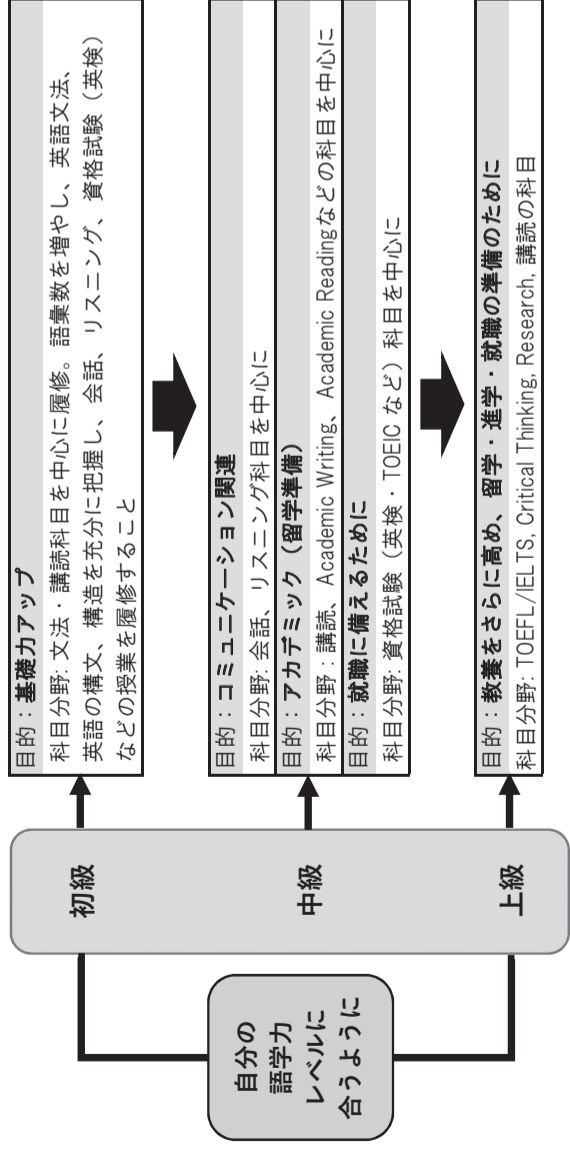 自分の
語学力
レベルに
合うように
初級
中級
上級
目的：基礎力アップ
科目分野: 文法・講読科目を中心に履修。語彙数を増やし、英語文法、
英語の構文、構造を充分に把握し、会話、リスニング、資格試験（英検）
などの授業を履修すること
目的：コミュニケーション関連
科目分野: 会話、リスニング科目を中心に
目的：アカデミック（留学準備）
科目分野：講読、Academic Writing、Academic Readingなどの科目を中心に
目的：就職に備えるために
科目分野: 資格試験（英検・TOEIC など）科目を中心に
目的：教養をさらに高め、留学・進学・就職の準備のために
科目分野: TOEFL/IELTS, Critical Thinking, Research, 講読の科目